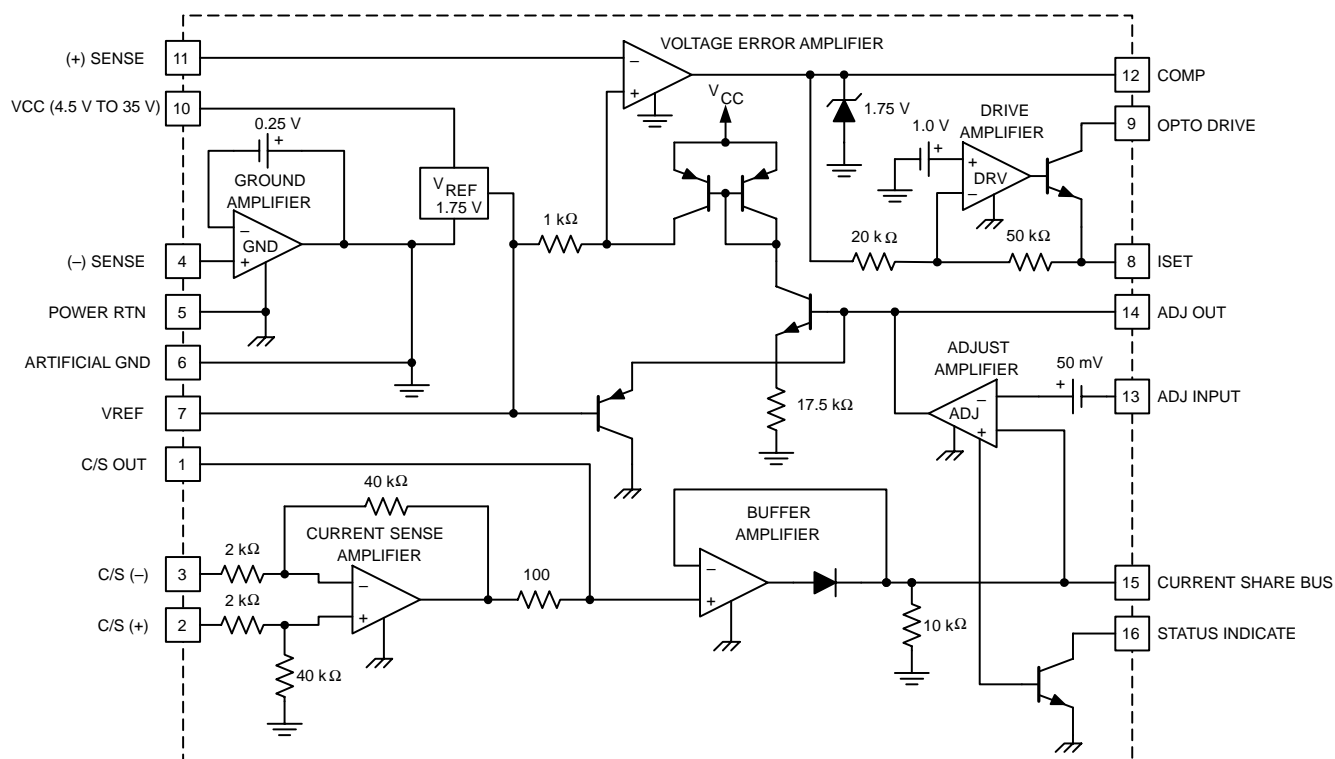 (+) SENSE
11
VOLTAGE ERROR AMPLIFIER
−
+
12
COMP
VCC (4.5 V TO 35 V)
10
VCC
1.75 V
DRIVE
AMPLIFIER
1.0 V
+
+
DRV
−
9
OPTO DRIVE
0.25 V
+
GROUND
AMPLIFIER
−
GND
+
VREF
1.75 V
1 kΩ
20 kΩ
50 kΩ
(−) SENSE
4
8
ISET
POWER RTN
5
14
ADJ OUT
ARTIFICIAL GND
6
ADJUST
AMPLIFIER
50 mV
+
−
ADJ
+
13
ADJ INPUT
VREF
7
17.5 kΩ
C/S OUT
1
40 kΩ
CURRENT SENSE
AMPLIFIER
BUFFER
AMPLIFIER
C/S (–)
3
2 kΩ
−
+
100
−
+
15
CURRENT SHARE BUS
C/S (+)
2
2 kΩ
10 kΩ
16
STATUS INDICATE
40 kΩ